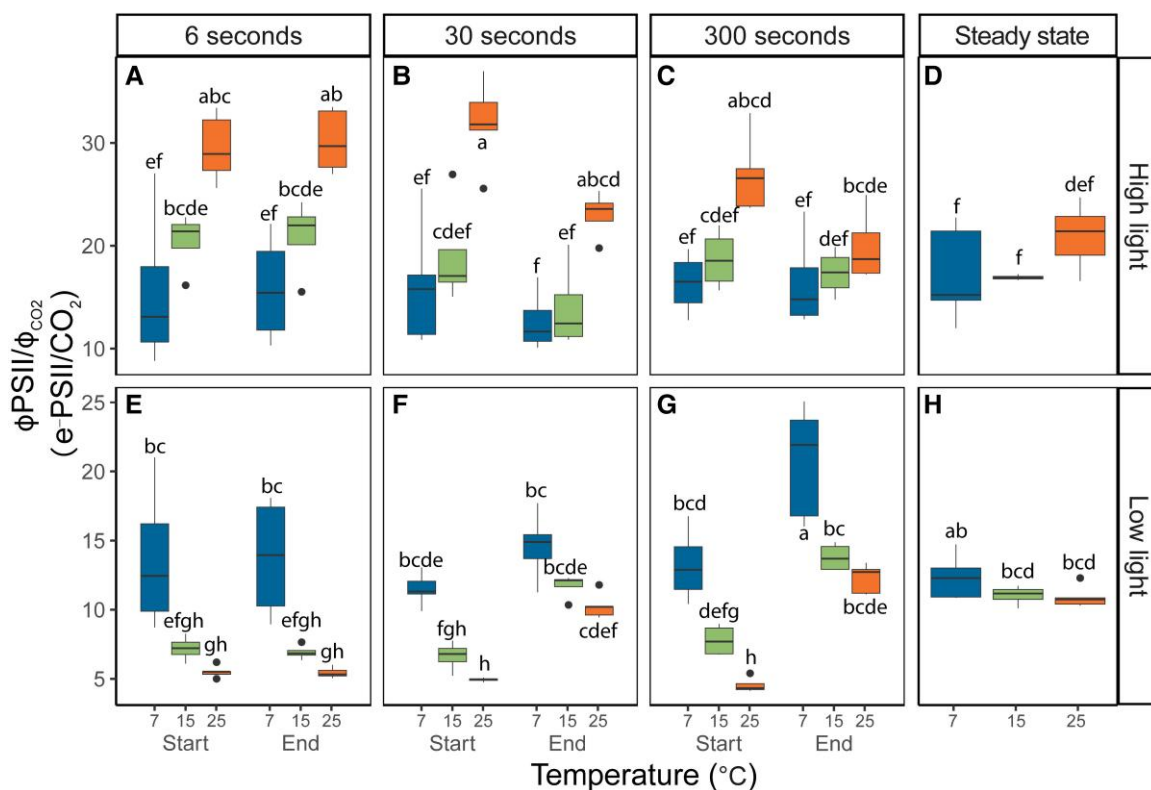 6 seconds 30 seconds 300 seconds Steady state
A B C D
abc ab abcd
ef bcde ef bcde ef a cdef abcd f ef ef cdef ef def bcde f f def
30
20
10
High light
ϕPSII/ϕCO2
(e⁻PSII/CO₂)
E F G H
bc efgh gh bc efgh gh bcde fgh h bc bcde cdef bcd defg h a bc bcde ab bcd bcd
25
20
15
10
5
Low light
7 15 25 7 15 25 7 15 25 7 15 25 7 15 25 7 15 25 7 15 25
Start End Start End Start End
Temperature (°C)